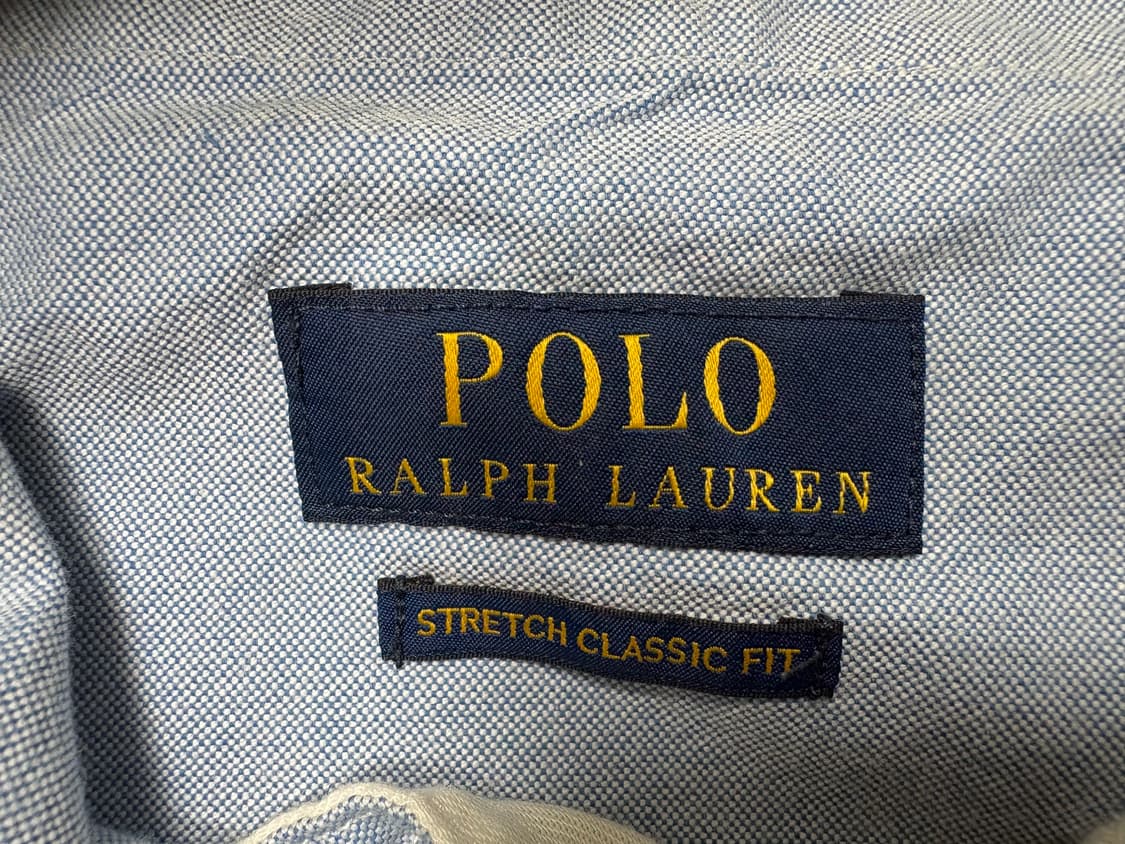 POLO
RALPH LAUREN
STRETCH CLASSIC FIT